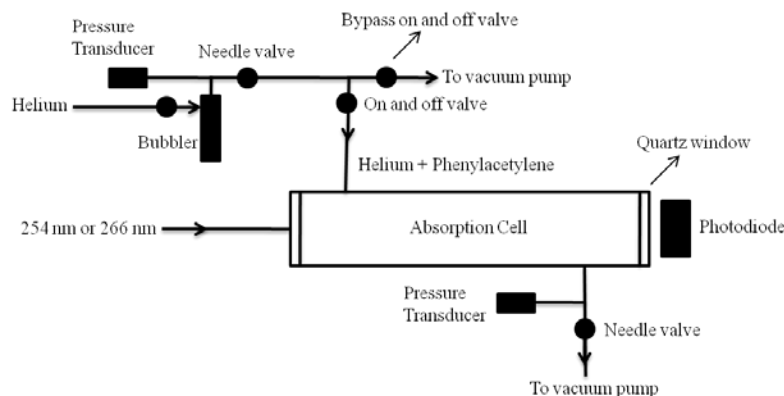 Bypass on and off valve
Pressure
Transducer
Needle valve
To vacuum pump
Helium
On and off valve
Bubbler
Quartz window
Helium + Phenylacetylene
254 nm or 266 nm
Absorption Cell
Photodiode
Pressure
Transducer
Needle valve
To vacuum pump